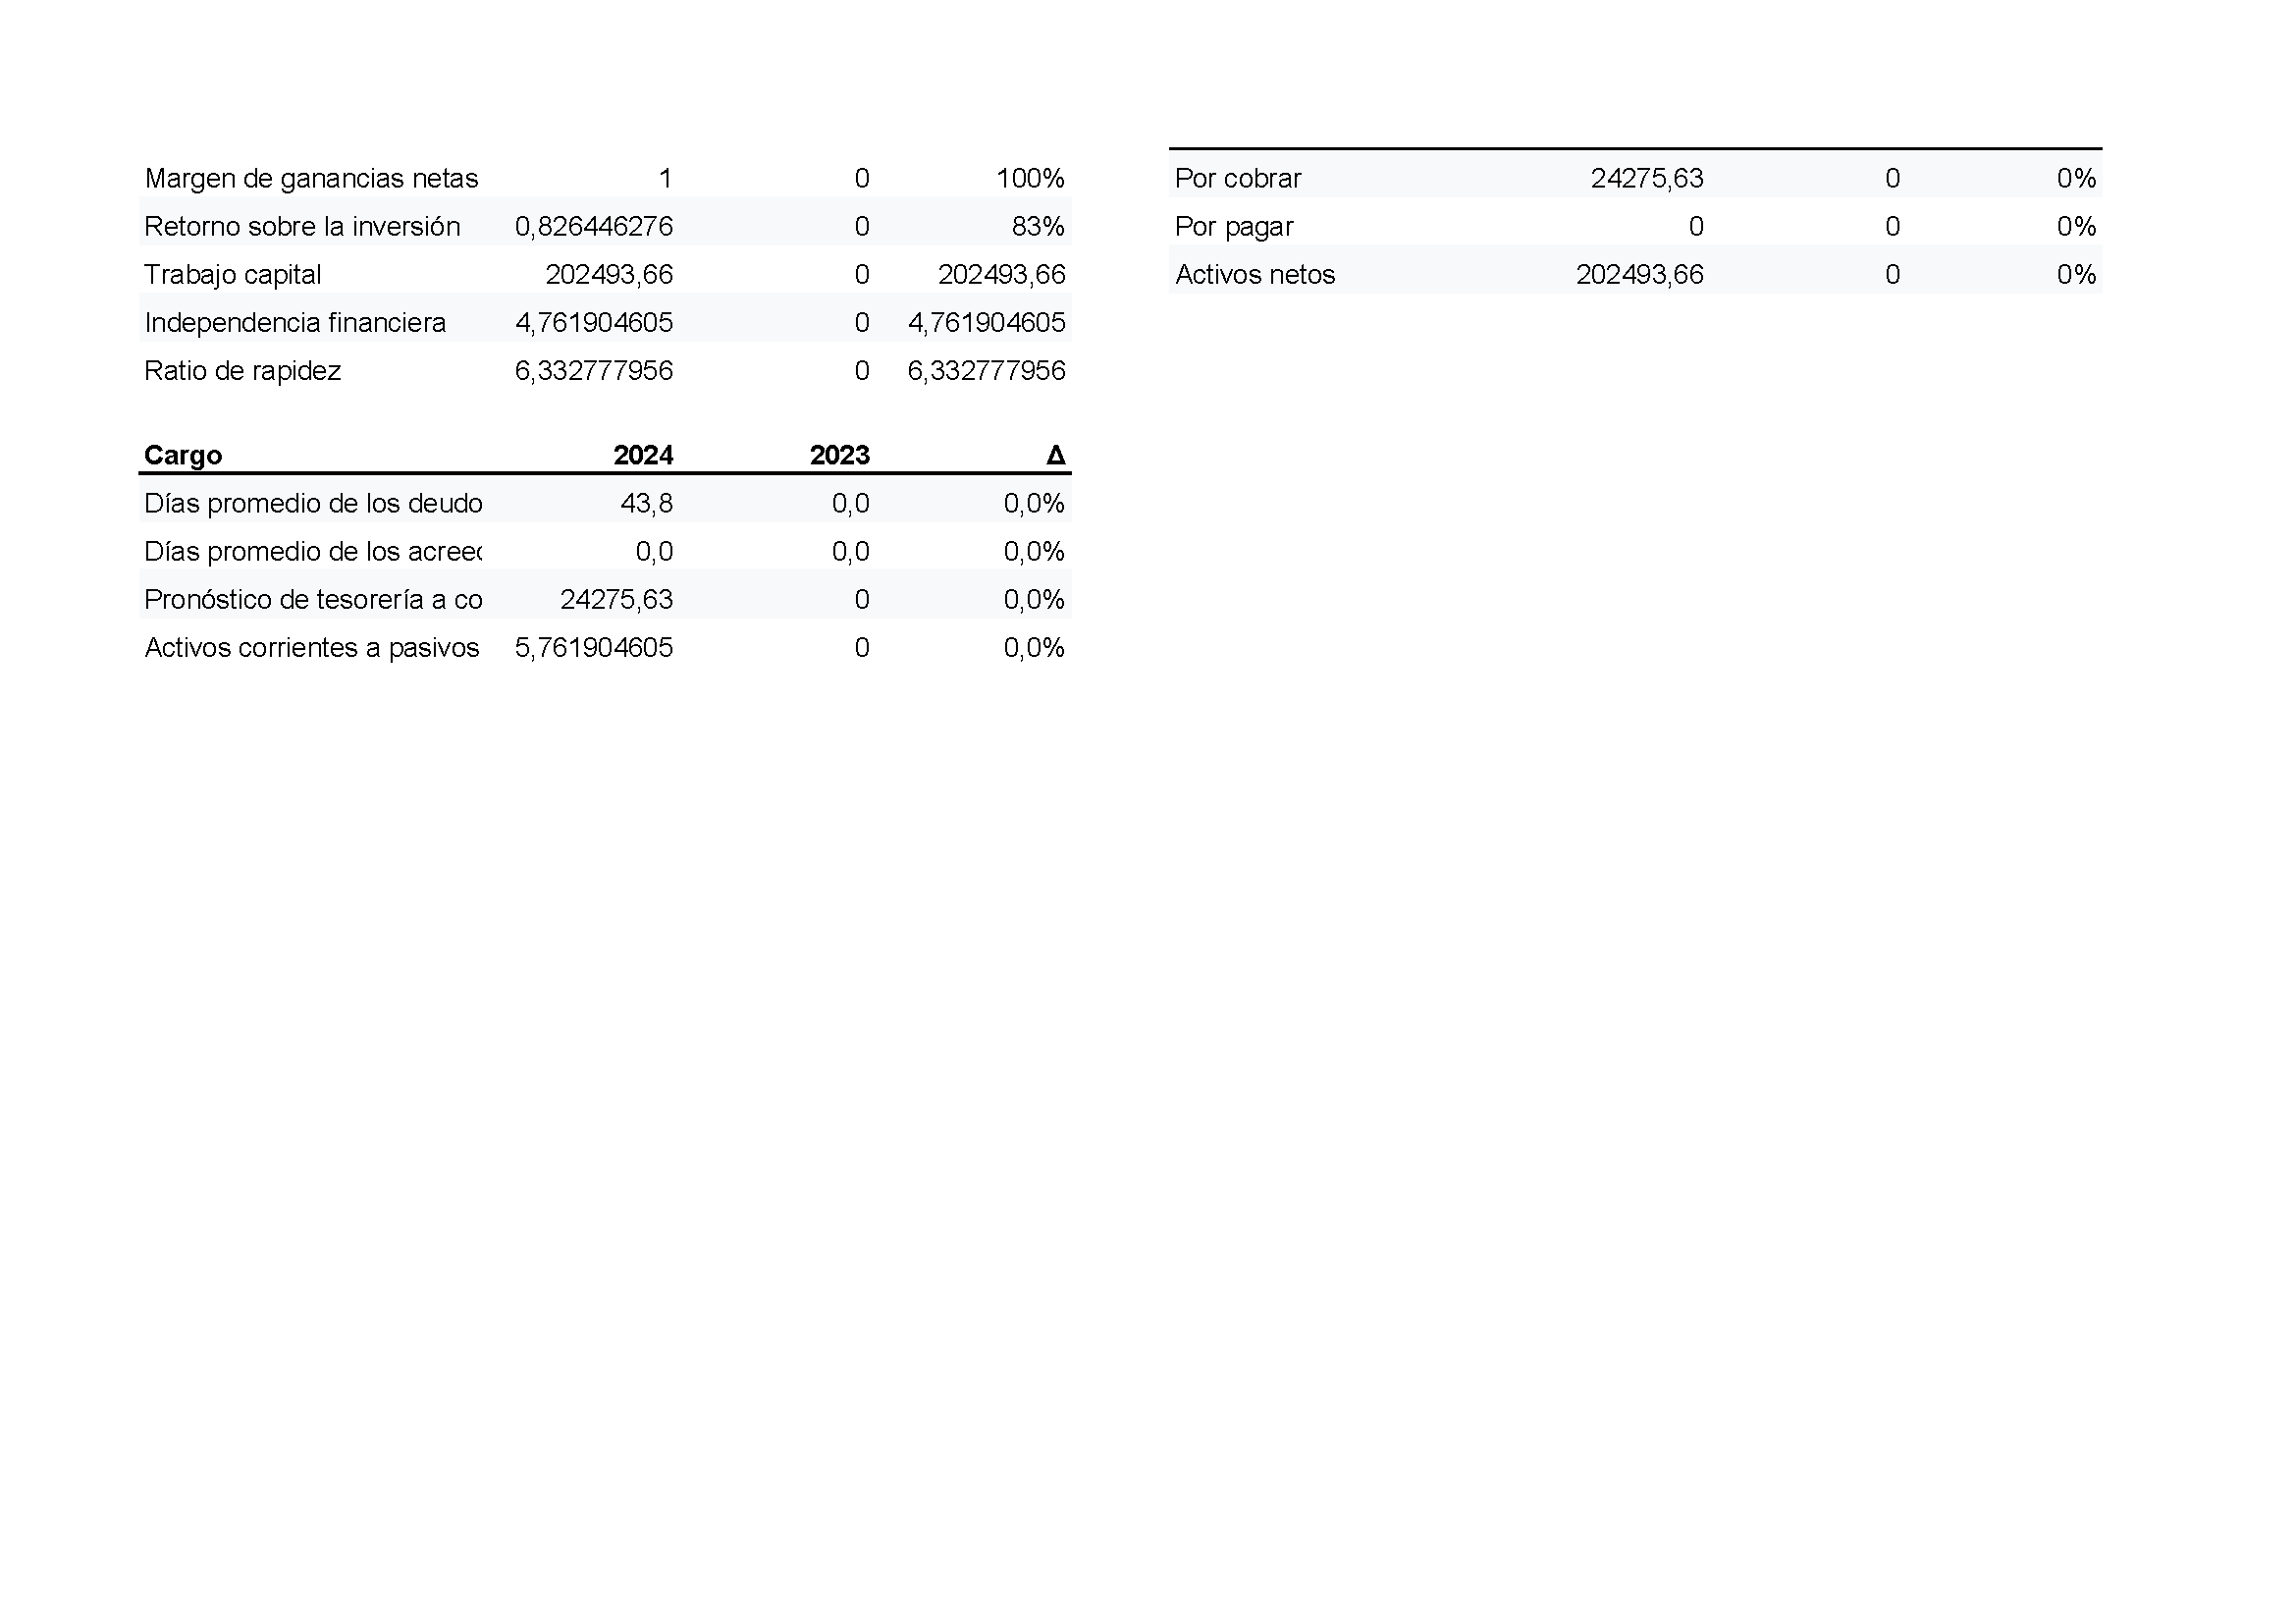 Margen de ganancias netas 1 0 100%
Retorno sobre la inversión 0,826446276 0 83%
Trabajo capital 202493,66 0 202493,66
Independencia financiera 4,761904605 0 4,761904605
Ratio de rapidez 6,332777956 0 6,332777956
Cargo 2024 2023 Δ
Días promedio de los deudo 43,8 0,0 0,0%
Días promedio de los acreec 0,0 0,0 0,0%
Pronóstico de tesorería a co 24275,63 0 0,0%
Activos corrientes a pasivos 5,761904605 0 0,0%
Por cobrar 24275,63 0 0%
Por pagar 0 0 0%
Activos netos 202493,66 0 0%